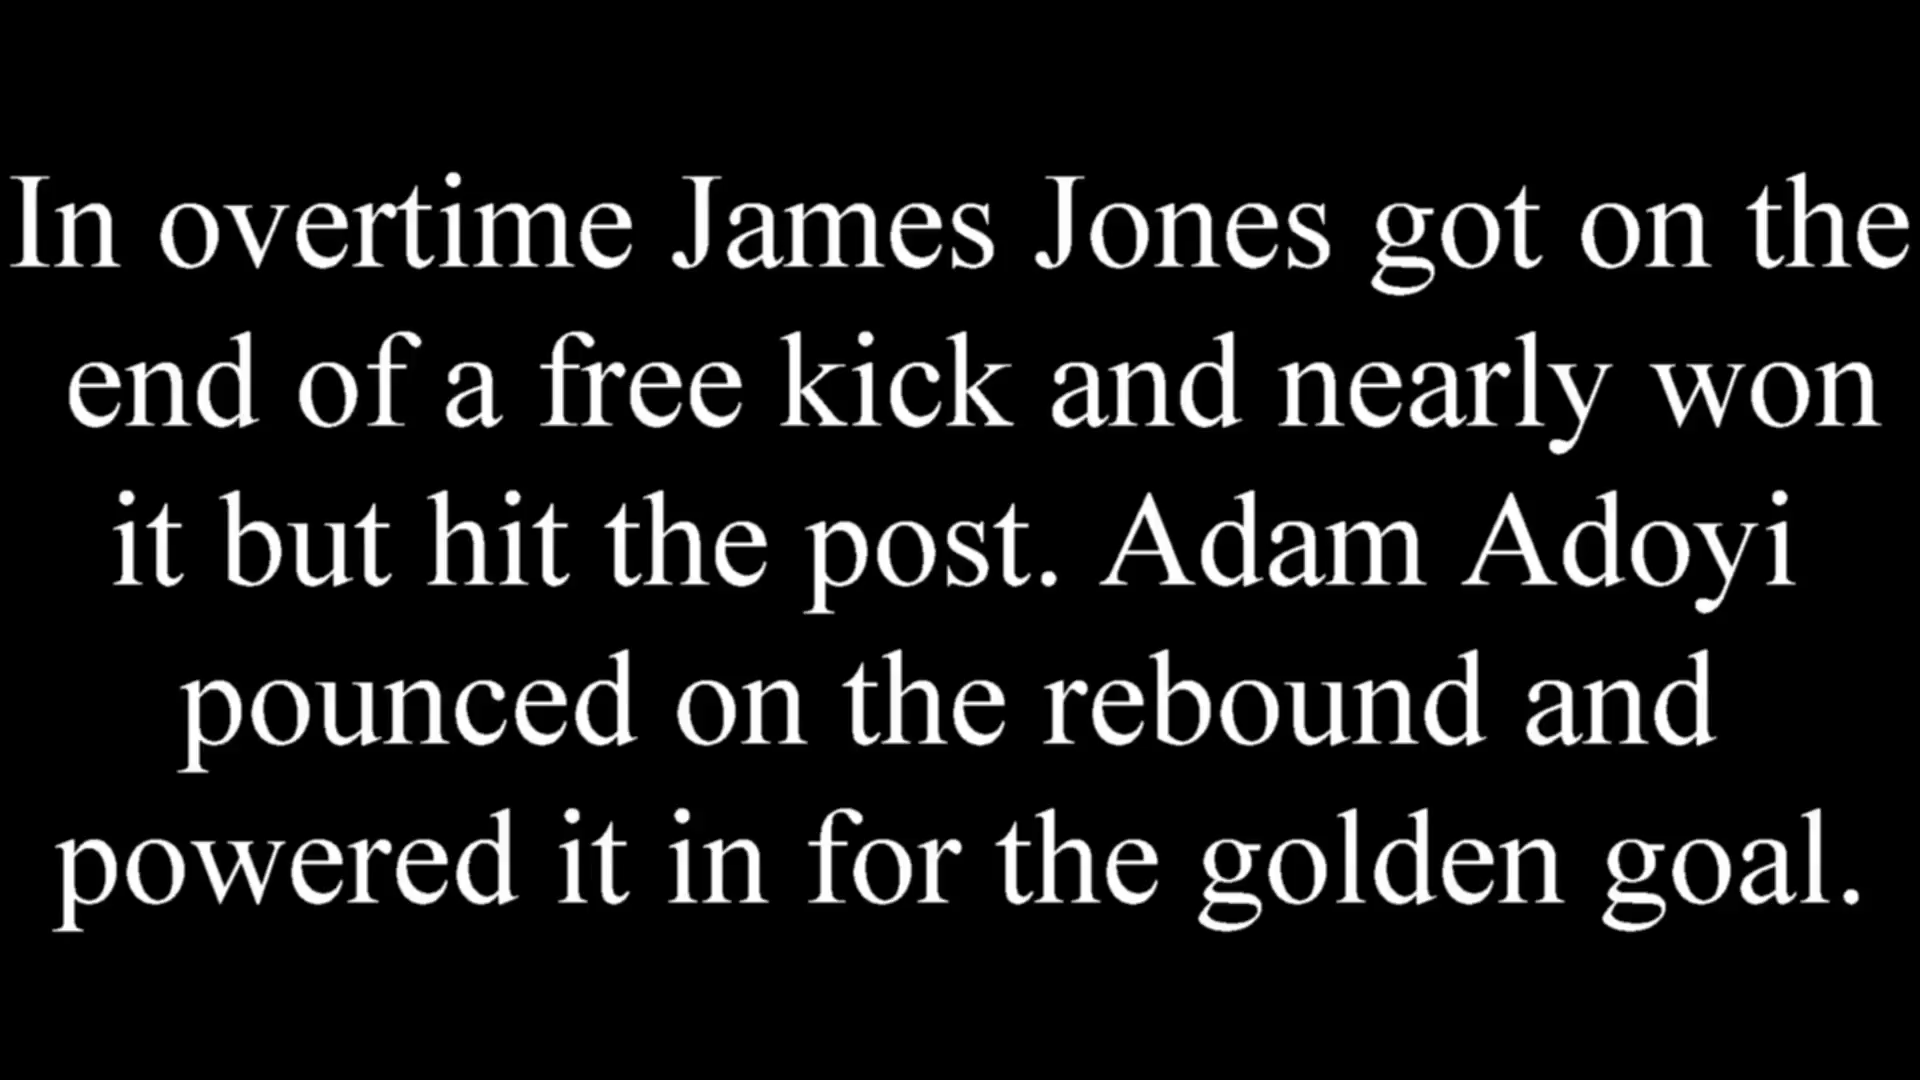 In overtime James Jones got on the
end of a free kick and nearly won
it but hit the post. Adam Adoyi
pounced on the rebound and
powered it in for the golden goal.